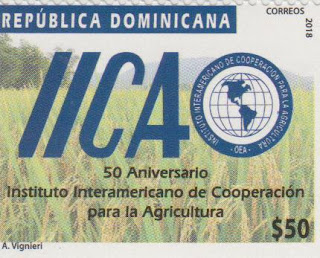 REPÚBLICA DOMINICANA
CORREOS
2018
IICA
INSTITUTO INTERAMERICANO DE COOPERACIÓN PARA LA AGRICULTURA
- OEA -
50 Aniversario
Instituto Interamericano de Cooperación
para la Agricultura
$50
A. Vignieri